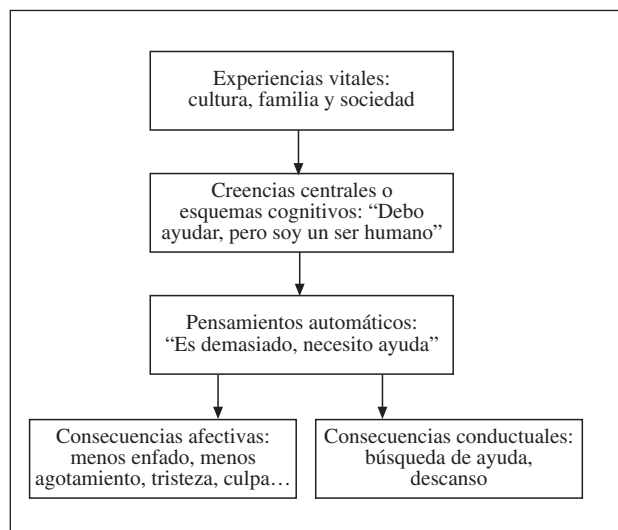 Experiencias vitales:
cultura, familia y sociedad
Creencias centrales o
esquemas cognitivos: “Debo
ayudar, pero soy un ser humano”
Pensamientos automáticos:
“Es demasiado, necesito ayuda”
Consecuencias afectivas:
menos enfado, menos
agotamiento, tristeza, culpa…
Consecuencias conductuales:
búsqueda de ayuda,
descanso